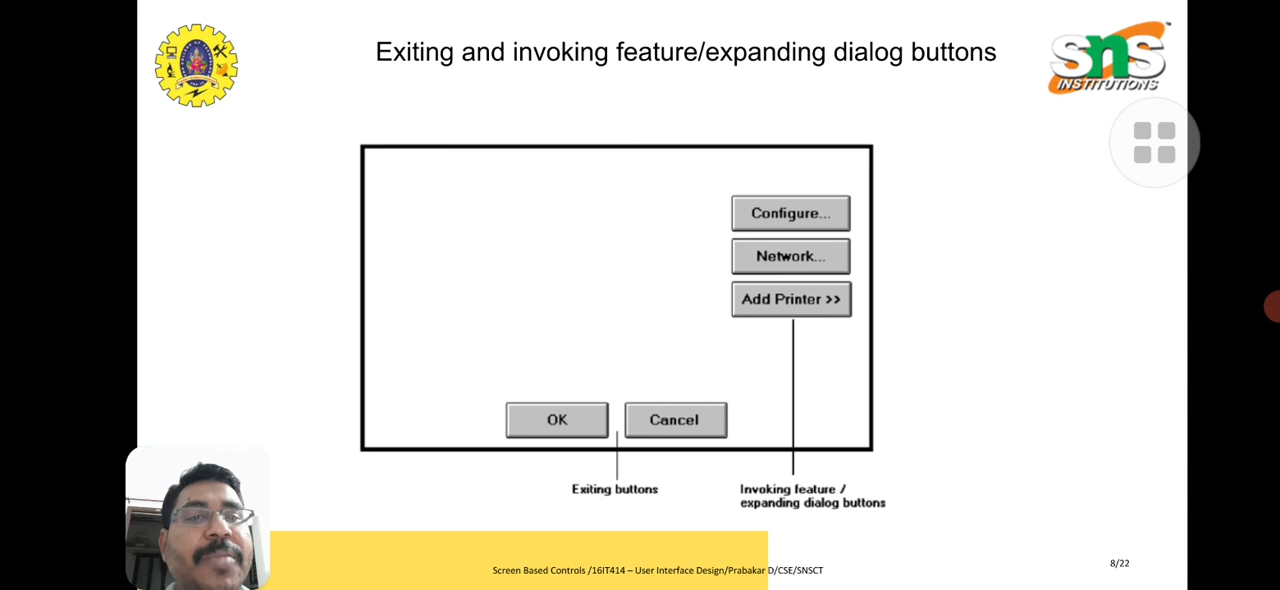 Exiting and invoking feature/expanding dialog buttons
SNS
INSTITUTIONS
Configure...
Network...
Add Printer >>
OK
Cancel
Exiting buttons
Invoking feature /
expanding dialog buttons
Screen Based Controls /16IT414 – User Interface Design/Prabakar D/CSE/SNSCT
8/22